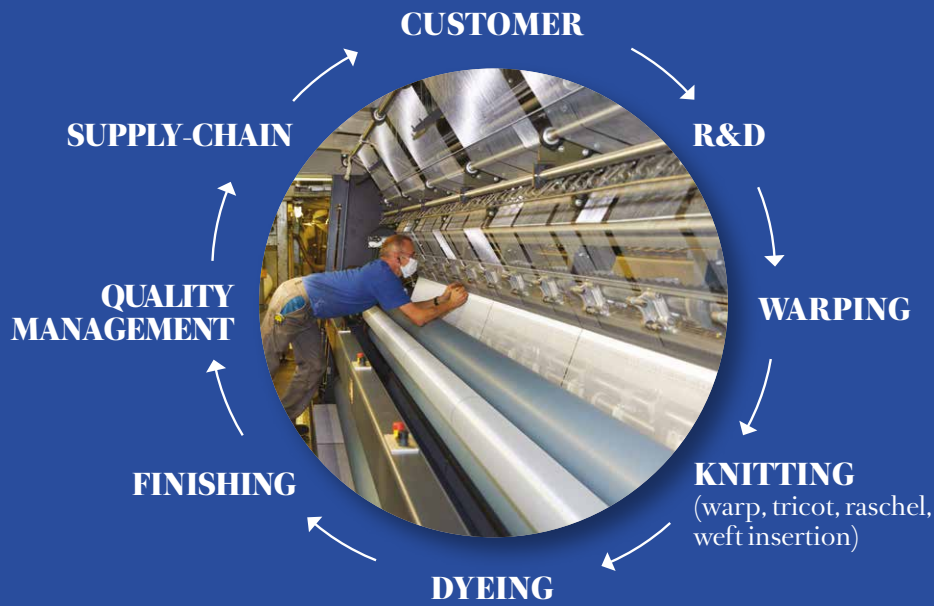 CUSTOMER
R&D
WARPING
KNITTING
(warp, tricot, raschel,
weft insertion)
DYEING
FINISHING
QUALITY
MANAGEMENT
SUPPLY-CHAIN